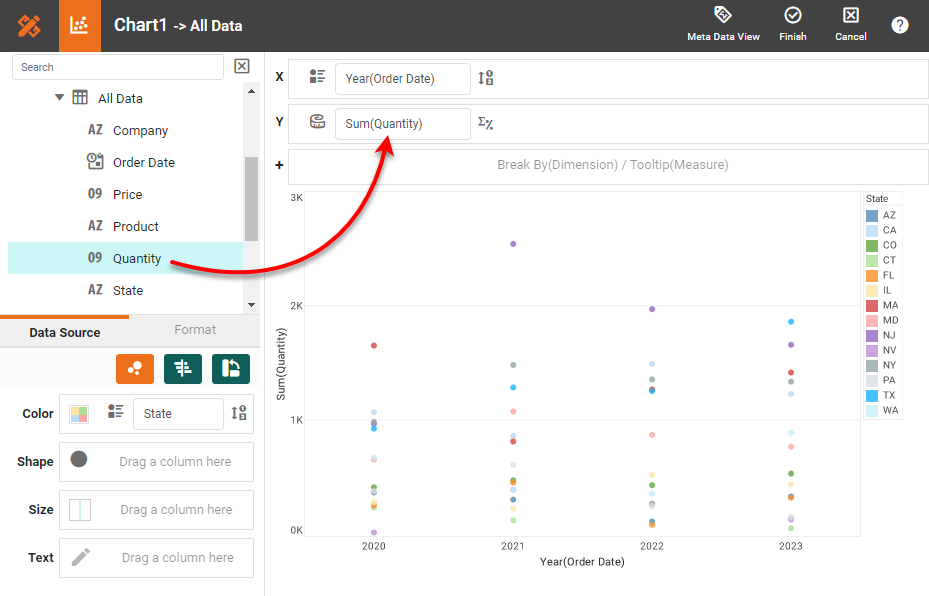 Chart1 -> All Data
Meta Data View
Finish
Cancel
?
Search
All Data
AZ Company
Order Date
09 Price
AZ Product
09 Quantity
AZ State
Data Source
Format
Color
State
Shape
Drag a column here
Size
Drag a column here
Text
Drag a column here
X
Year(Order Date)
Y
Sum(Quantity)
+
Break By(Dimension) / Tooltip(Measure)
3K
2K
1K
0K
Sum(Quantity)
2020
2021
2022
2023
Year(Order Date)
State
AZ
CA
CO
CT
FL
IL
MA
MD
NJ
NV
NY
PA
TX
WA